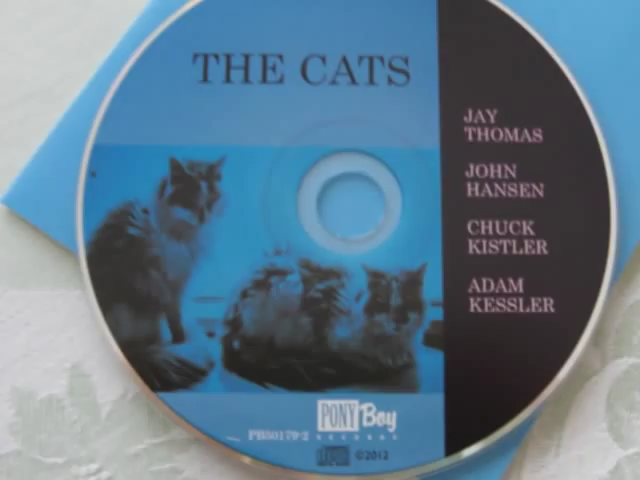 THE CATS
JAY
THOMAS
JOHN
HANSEN
CHUCK
KISTLER
ADAM
KESSLER
PONY Boy
RECORDS
PB50179-2
©2012